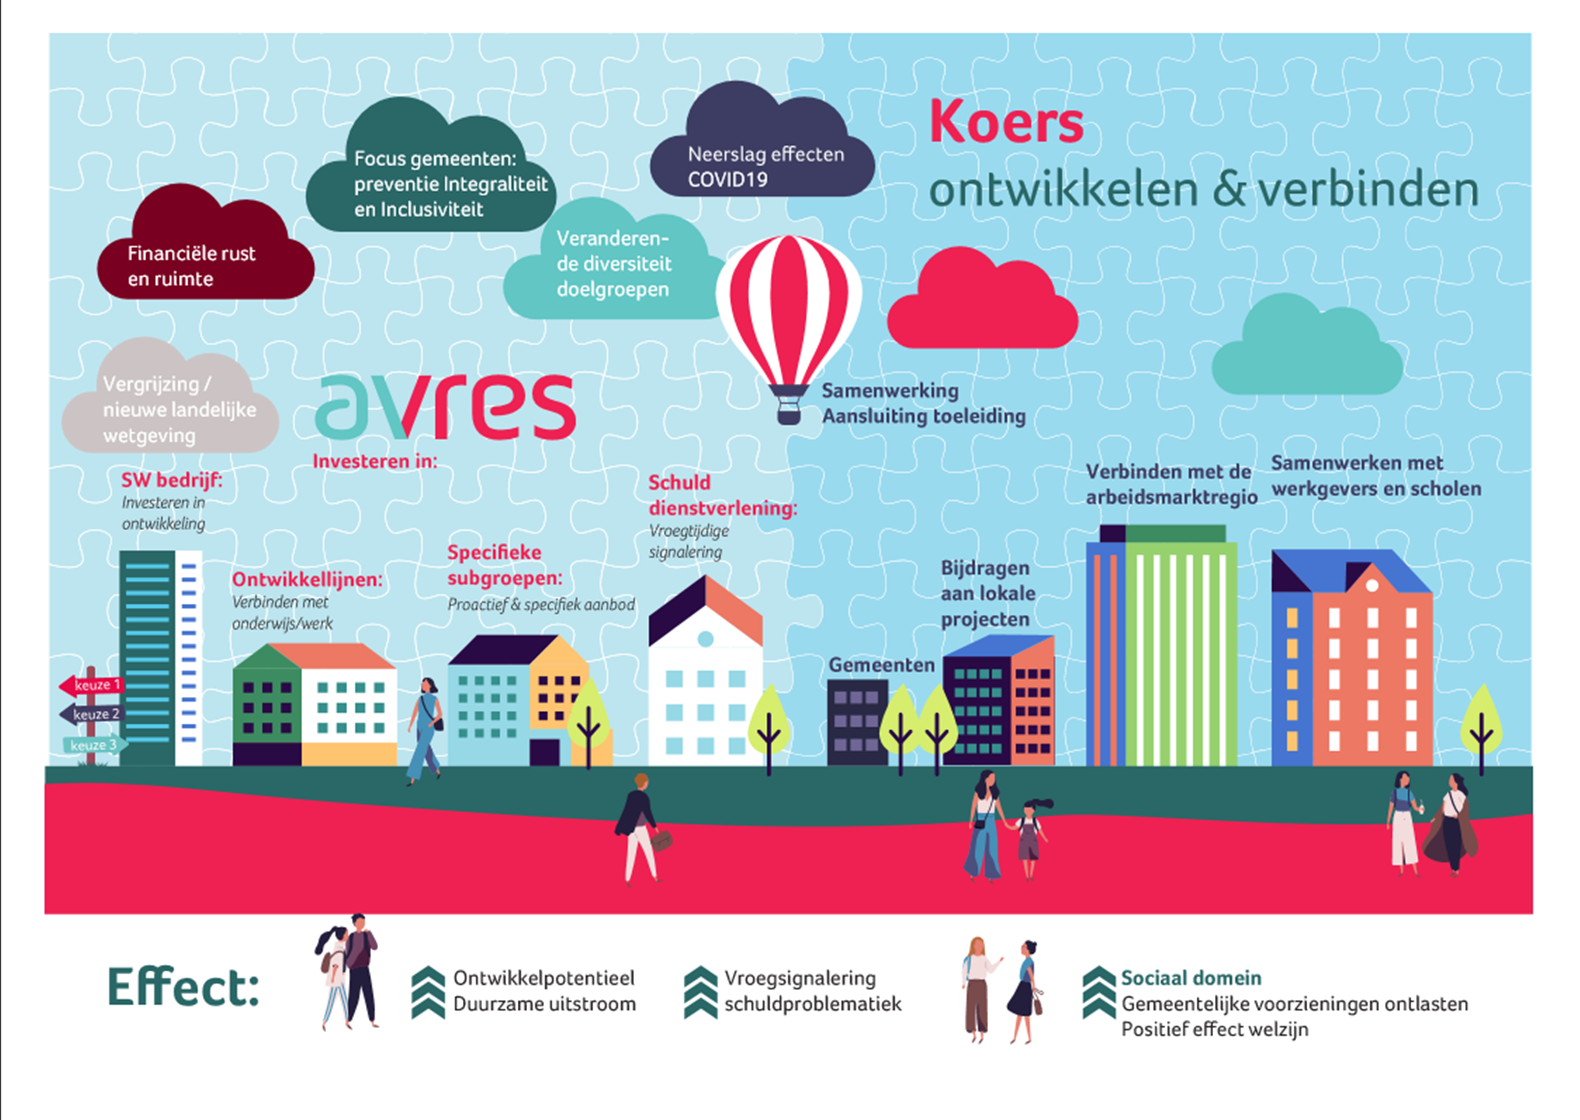 Koers
ontwikkelen & verbinden
Neerslag effecten
COVID19
Focus gemeenten:
preventie Integraliteit
en Inclusiviteit
Financiële rust
en ruimte
Veranderen-
de diversiteit
doelgroepen
Vergrijzing /
nieuwe landelijke
wetgeving
avres
Investeren in:
Samenwerking
Aansluiting toeleiding
SW bedrijf:
Investeren in
ontwikkeling
Ontwikkellijnen:
Verbinden met
onderwijs/werk
Specifieke
subgroepen:
Proactief & specifiek aanbod
Schuld
dienstverlening:
Vroegtijdige
signalering
Gemeenten
Bijdragen
aan lokale
projecten
Verbinden met de
arbeidsmarktregio
Samenwerken met
werkgevers en scholen
keuze 1
keuze 2
keuze 3
Effect:
Ontwikkelpotentieel
Duurzame uitstroom
Vroegsignalering
schuldproblematiek
Sociaal domein
Gemeentelijke voorzieningen ontlasten
Positief effect welzijn